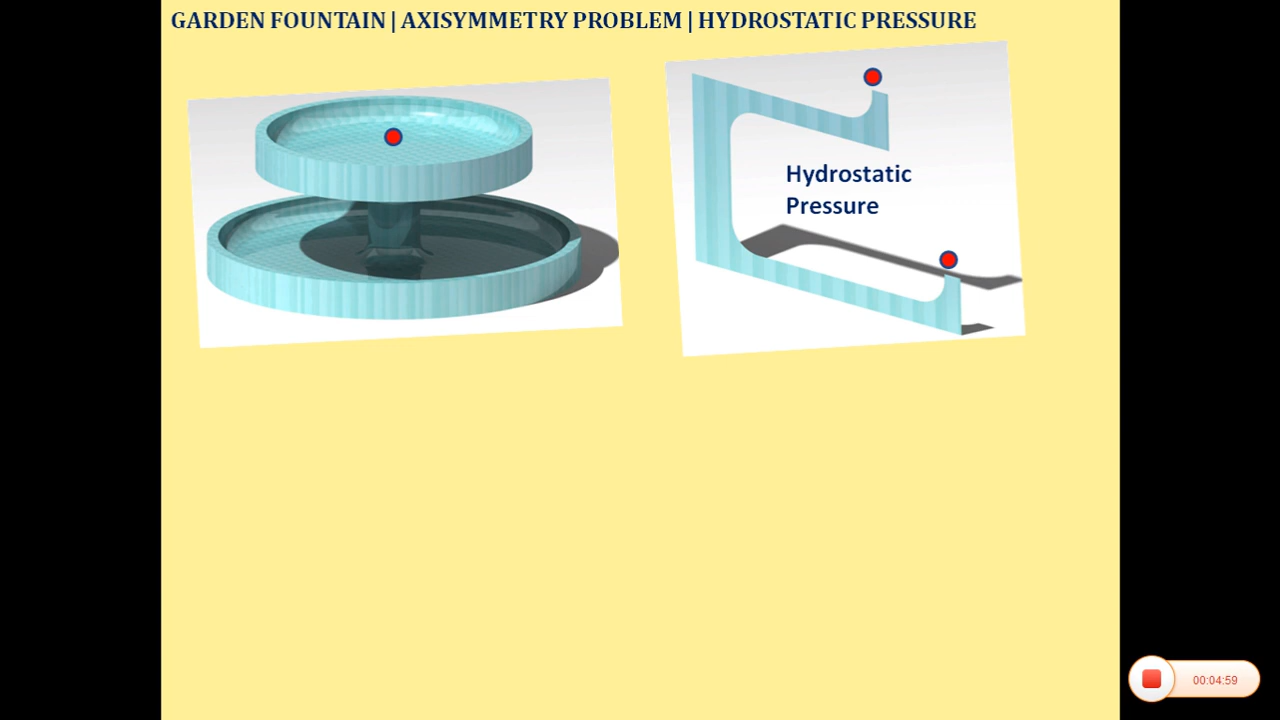 GARDEN FOUNTAIN | AXISYMMETRY PROBLEM | HYDROSTATIC PRESSURE
Hydrostatic
Pressure
00:04:59